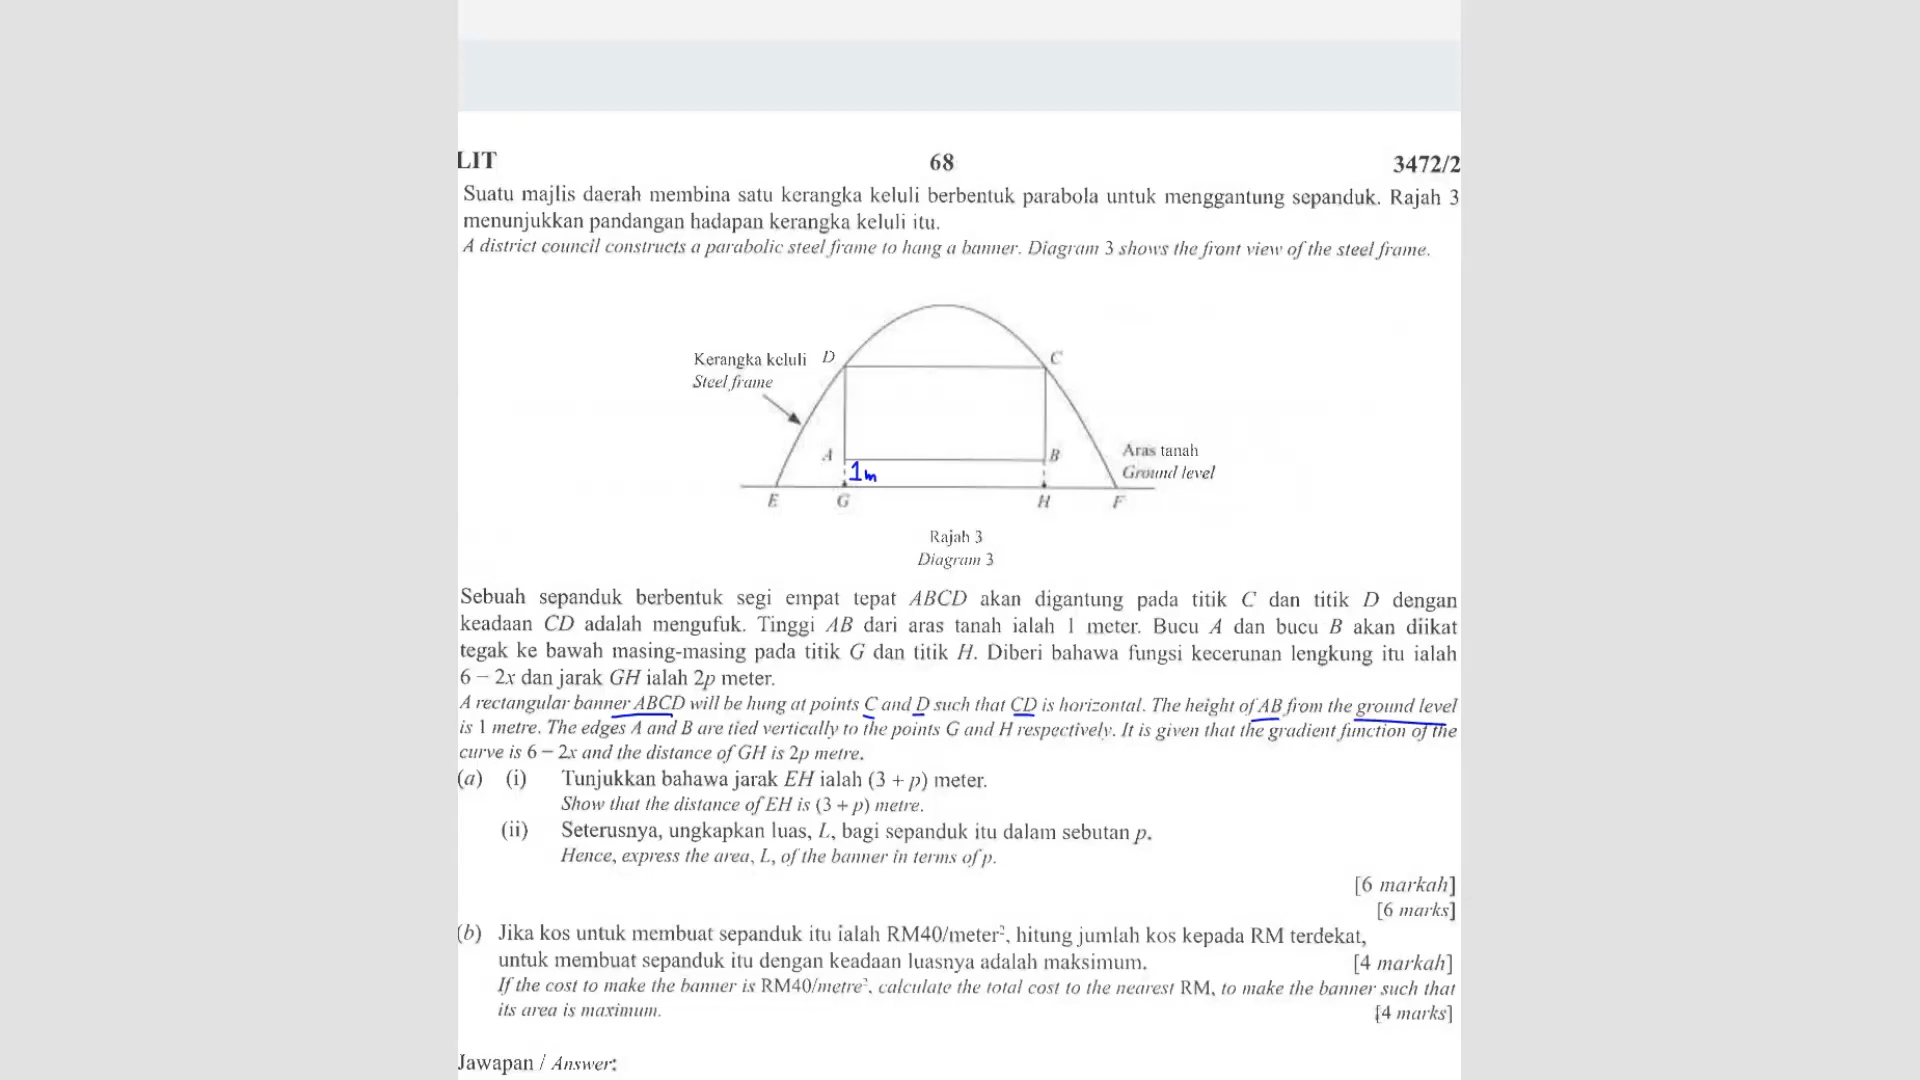 LIT 68 3472/2
Suatu majlis daerah membina satu kerangka keluli berbentuk parabola untuk menggantung sepanduk. Rajah 3
menunjukkan pandangan hadapan kerangka keluli itu.
A district council constructs a parabolic steel frame to hang a banner. Diagram 3 shows the front view of the steel frame.
Kerangka keluli D C
Steel frame
A B Aras tanah
1m Ground level
E G H F
Rajah 3
Diagram 3
Sebuah sepanduk berbentuk segi empat tepat ABCD akan digantung pada titik C dan titik D dengan
keadaan CD adalah mengufuk. Tinggi AB dari aras tanah ialah 1 meter. Bucu A dan bucu B akan diikat
tegak ke bawah masing-masing pada titik G dan titik H. Diberi bahawa fungsi kecerunan lengkung itu ialah
6 − 2x dan jarak GH ialah 2p meter.
A rectangular banner ABCD will be hung at points C and D such that CD is horizontal. The height of AB from the ground level
is 1 metre. The edges A and B are tied vertically to the points G and H respectively. It is given that the gradient function of the
curve is 6 − 2x and the distance of GH is 2p metre.
(a) (i) Tunjukkan bahawa jarak EH ialah (3 + p) meter.
Show that the distance of EH is (3 + p) metre.
(ii) Seterusnya, ungkapkan luas, L, bagi sepanduk itu dalam sebutan p.
Hence, express the area, L, of the banner in terms of p.
[6 markah]
[6 marks]
(b) Jika kos untuk membuat sepanduk itu ialah RM40/meter², hitung jumlah kos kepada RM terdekat,
untuk membuat sepanduk itu dengan keadaan luasnya adalah maksimum. [4 markah]
If the cost to make the banner is RM40/metre², calculate the total cost to the nearest RM, to make the banner such that
its area is maximum. [4 marks]
Jawapan / Answer: